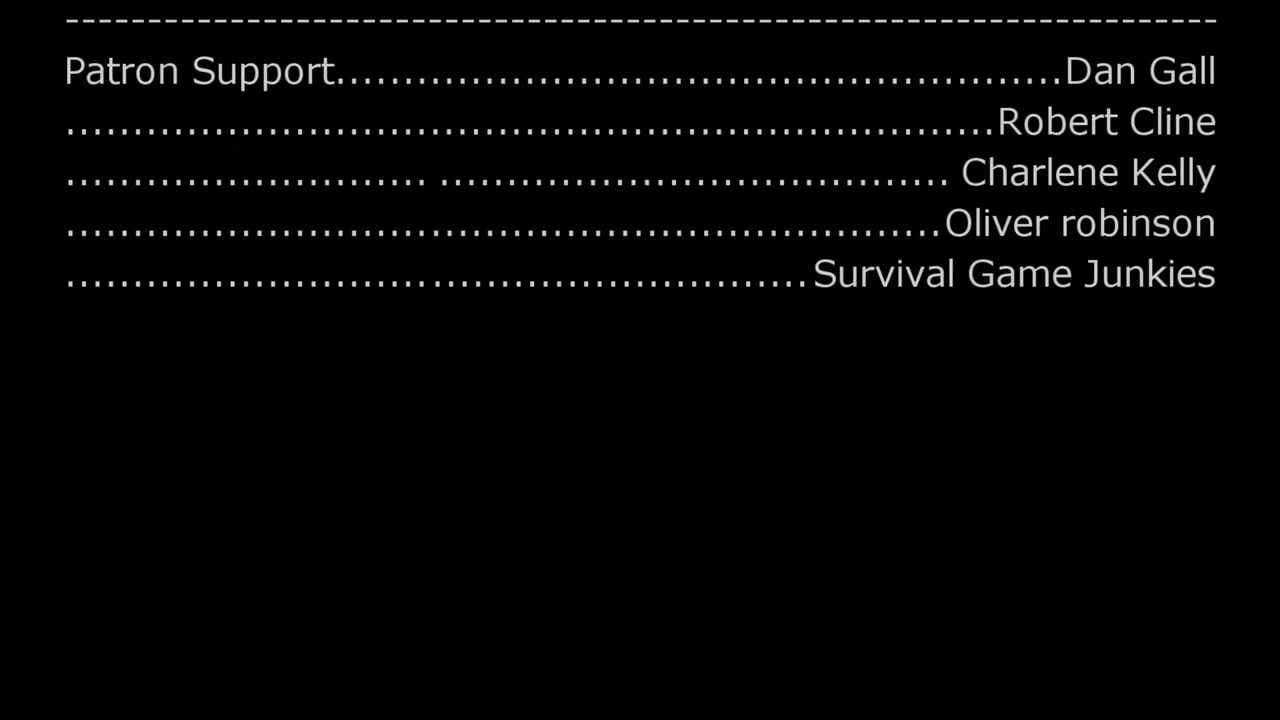 ---------------------------------------------------------------------------
Patron Support......................................................Dan Gall
.....................................................................Robert Cline
........................... ...................................... Charlene Kelly
.................................................................Oliver robinson
.......................................................Survival Game Junkies